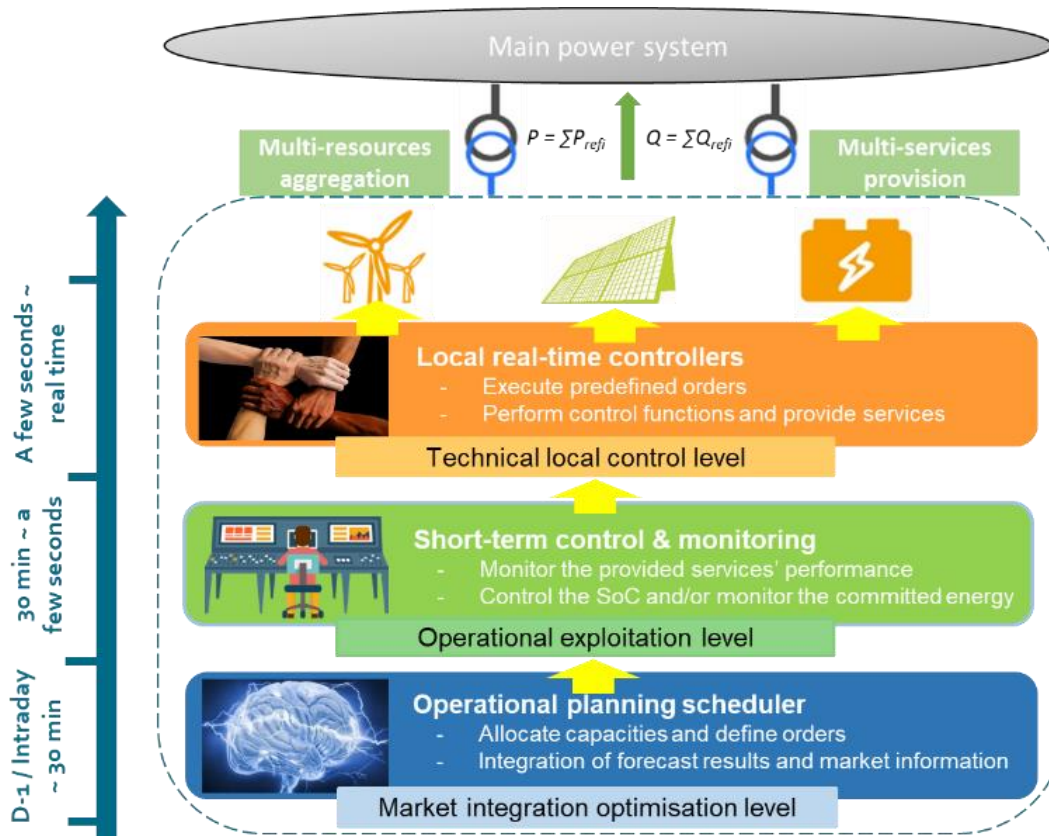 Main power system
Multi-resources
aggregation
P = ∑P_refi
Q = ∑Q_refi
Multi-services
provision
A few seconds ~
real time
Local real-time controllers
- Execute predefined orders
- Perform control functions and provide services
Technical local control level
30 min ~ a
few seconds
Short-term control & monitoring
- Monitor the provided services' performance
- Control the SoC and/or monitor the committed energy
Operational exploitation level
D-1 / Intraday
~ 30 min
Operational planning scheduler
- Allocate capacities and define orders
- Integration of forecast results and market information
Market integration optimisation level